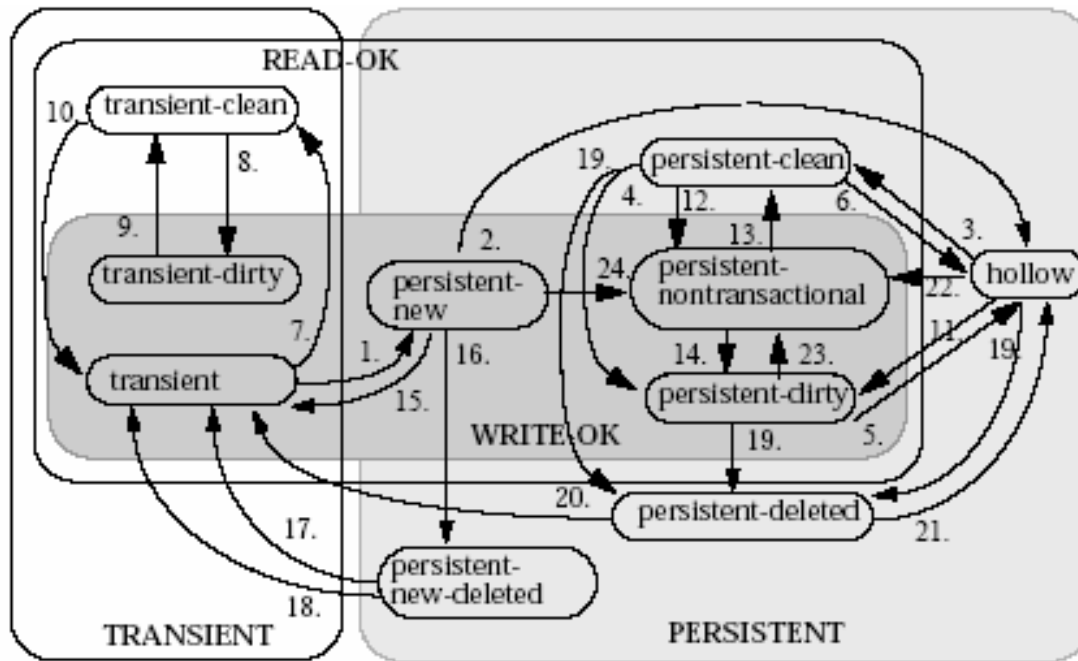 READ-OK
10.
transient-clean
8.
9.
transient-dirty
7.
transient
1.
15.
2.
persistent-
new
16.
24.
19.
persistent-clean
4.
12.
6.
13.
3.
persistent-
nontransactional
22.
hollow
14.
23.
11.
19.
persistent-dirty
WRITE-OK
19.
5.
20.
persistent-deleted
21.
17.
persistent-
new-deleted
18.
TRANSIENT
PERSISTENT